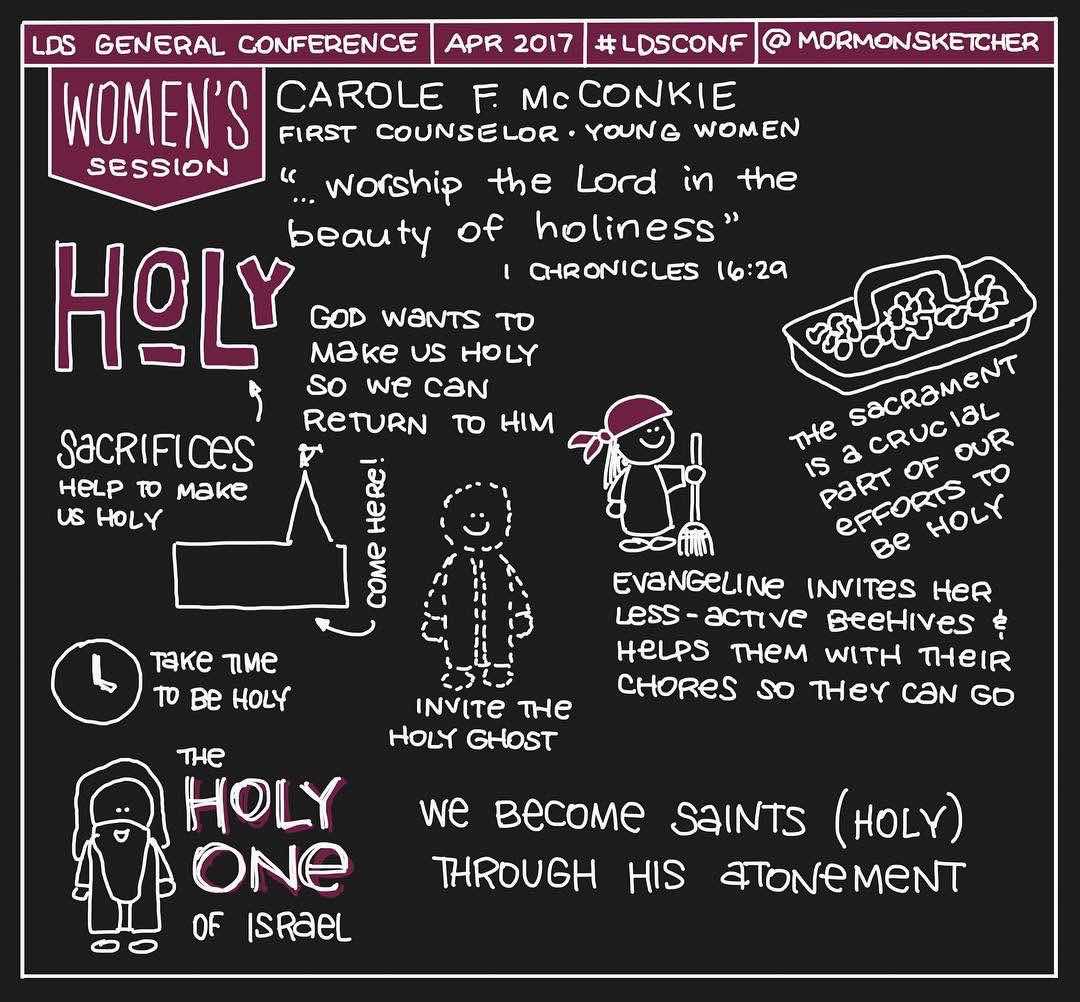 LDS GENERAL CONFERENCE
APR 2017
#LDSCONF
@MORMONSKETCHER
WOMEN'S
SESSION
CAROLE F. McCONKIE
FIRST COUNSELOR · YOUNG WOMEN
"... worship the Lord in the
beauty of holiness"
1 CHRONICLES 16:29
HOLY
GOD WANTS TO
MAKE US HOLY
SO WE CAN
RETURN TO HIM
SACRIFICES
HELP TO MAKE
US HOLY
COME HERE!
THE SACRAMENT
IS A CRUCIAL
PART OF OUR
EFFORTS TO
BE HOLY
EVANGELINE INVITES HER
LESS-ACTIVE BEEHIVES &
HELPS THEM WITH THEIR
CHORES SO THEY CAN GO
TAKE TIME
TO BE HOLY
INVITE THE
HOLY GHOST
THE
HOLY
ONE
OF ISRAEL
WE BECOME SAINTS (HOLY)
THROUGH HIS ATONEMENT